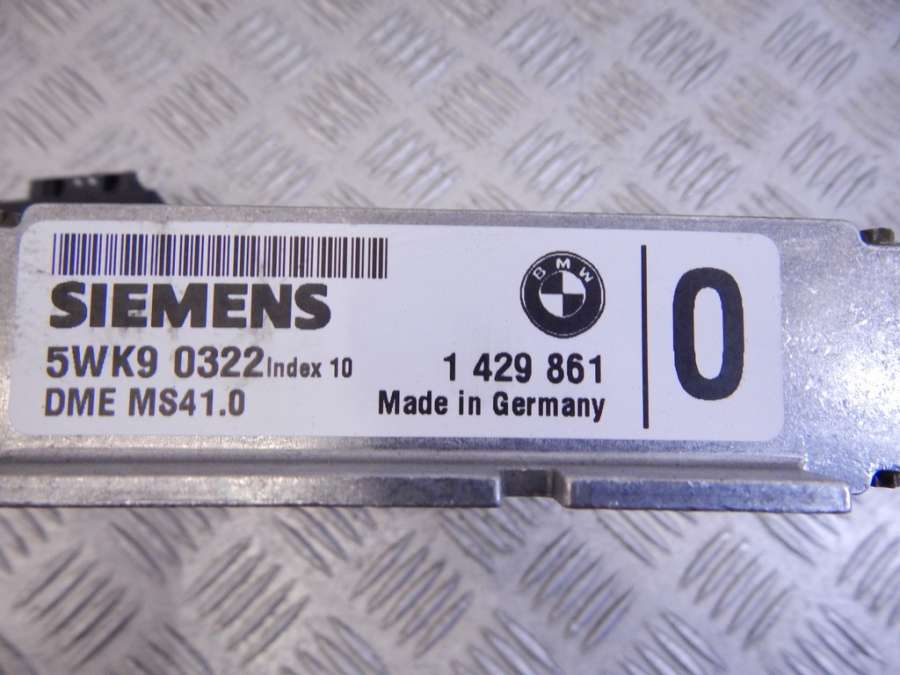 SIEMENS
BMW
5WK9 0322 Index 10
1 429 861
DME MS41.0
Made in Germany
0